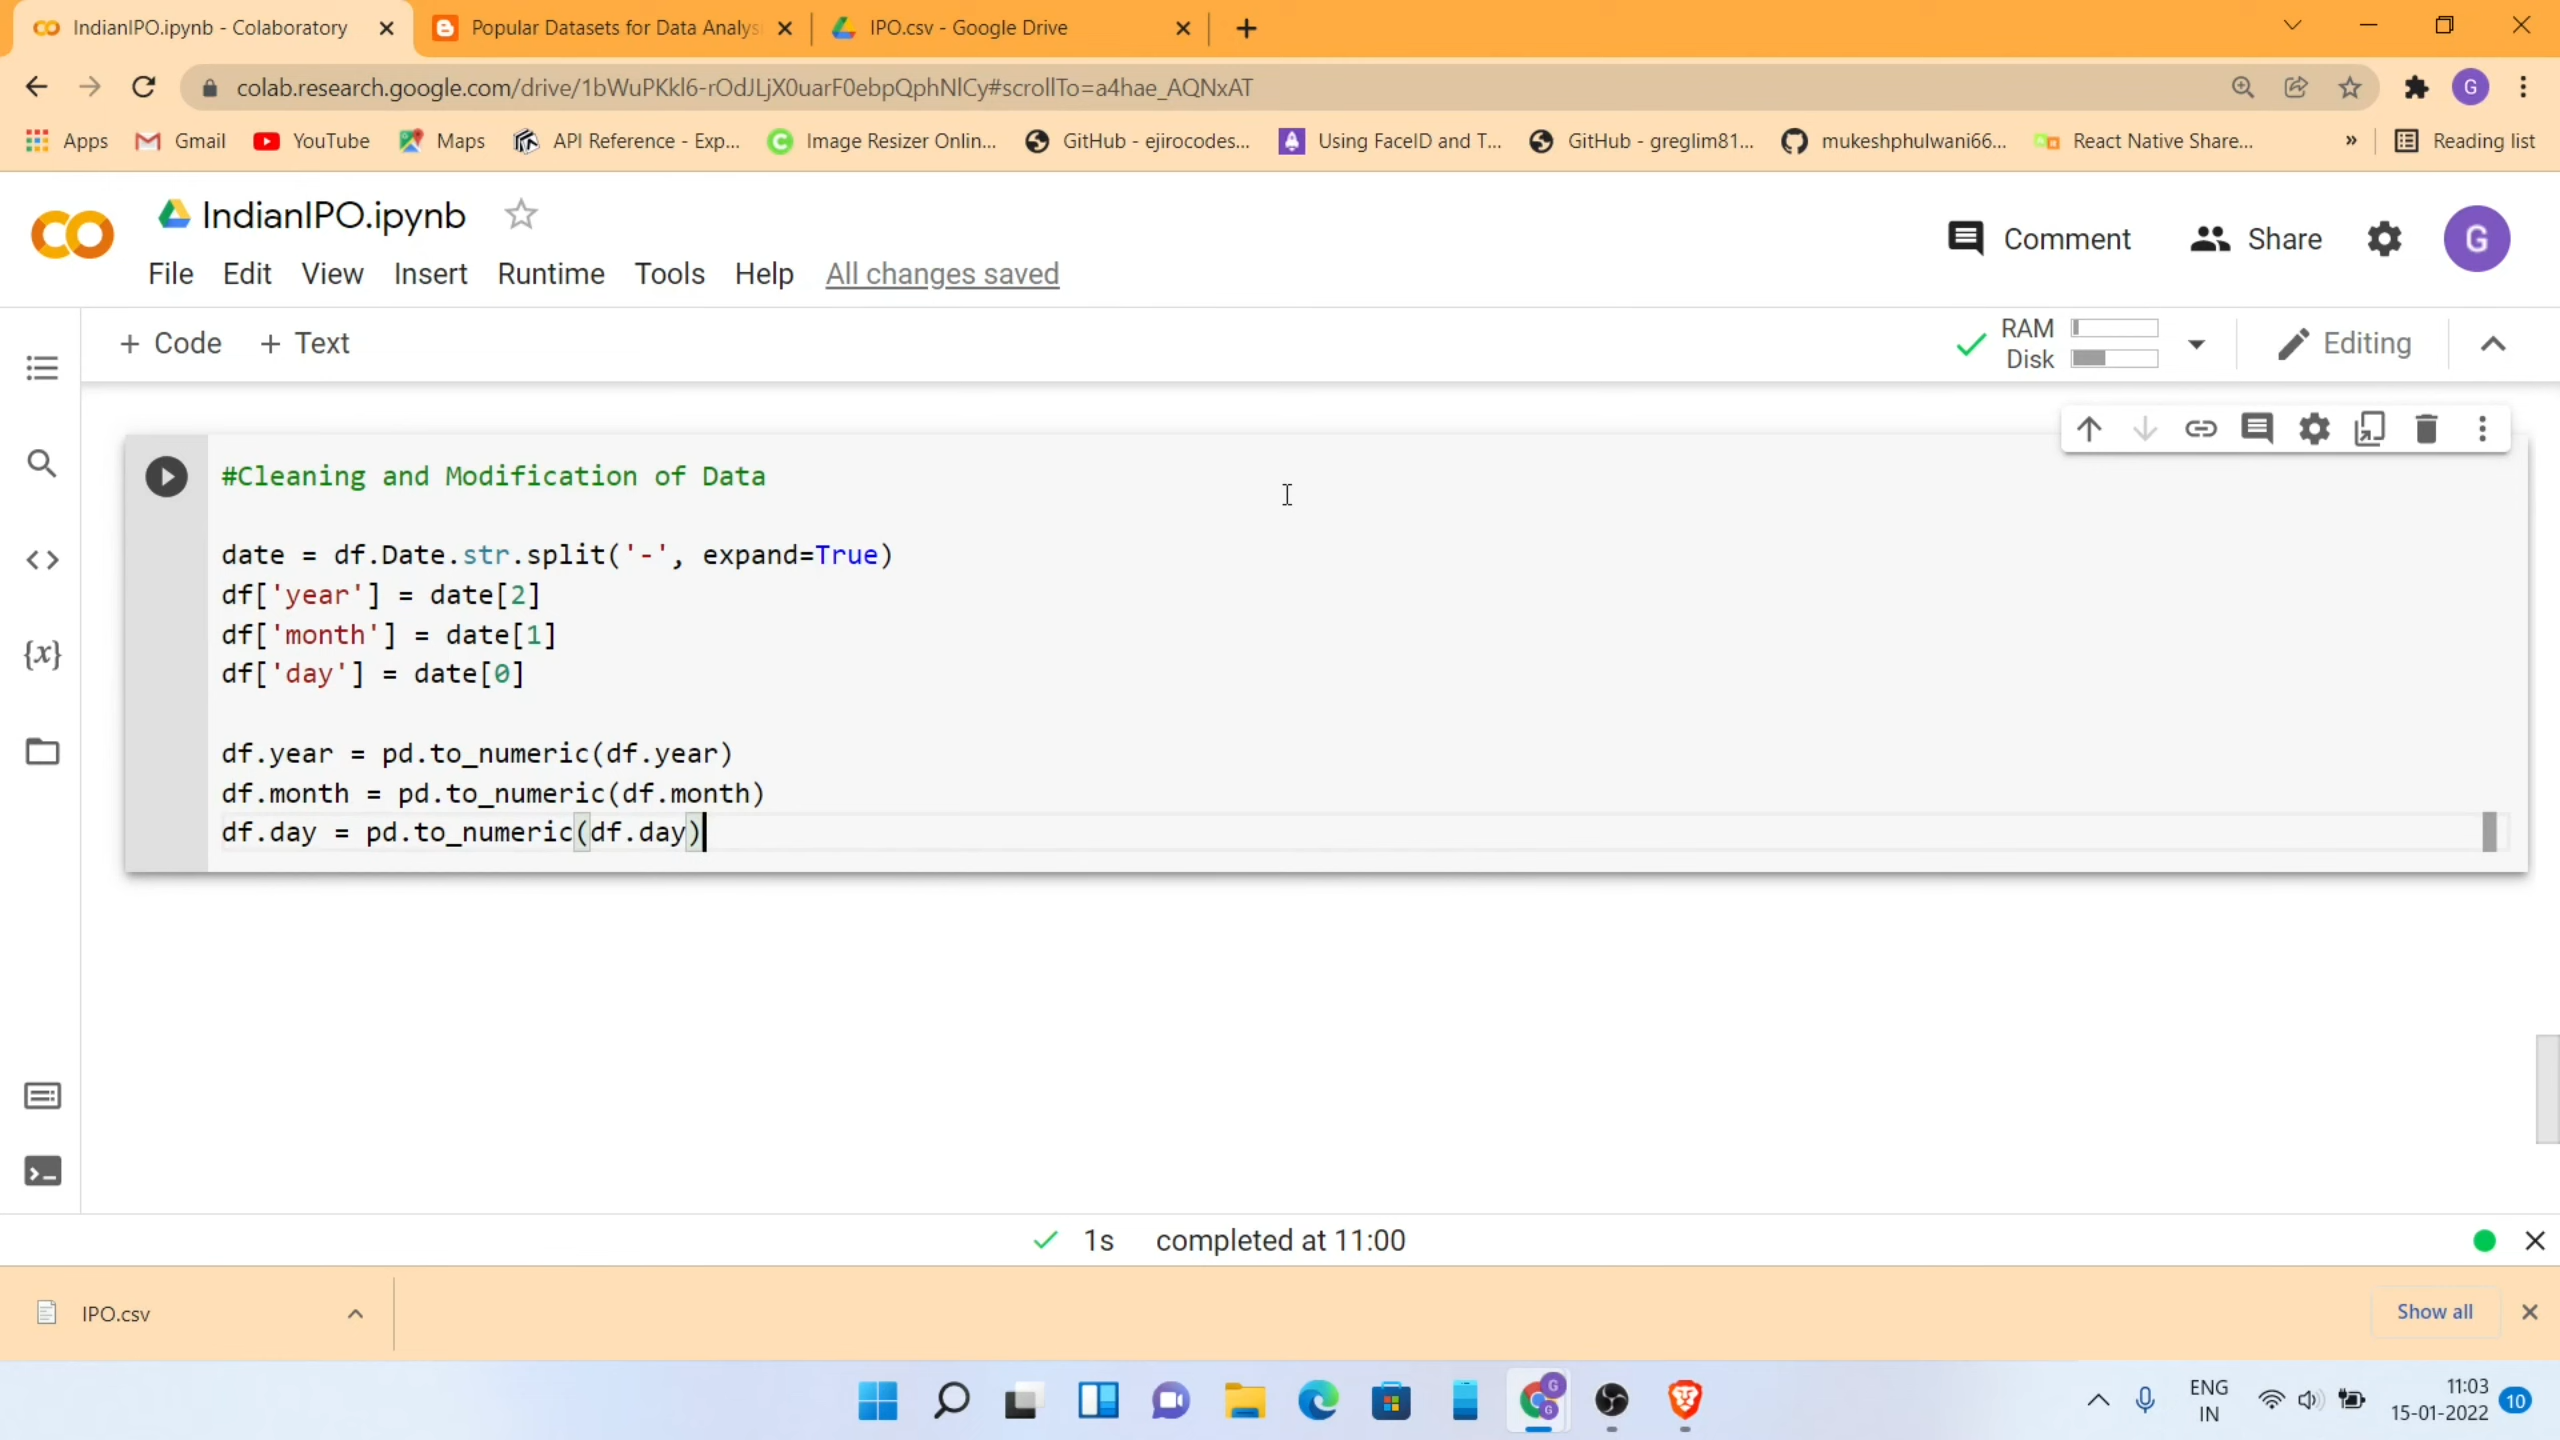 IndianIPO.ipynb - Colaboratory
Popular Datasets for Data Analys
IPO.csv - Google Drive
colab.research.google.com/drive/1bWuPKkl6-rOdJLjX0uarF0ebpQphNlCy#scrollTo=a4hae_AQNxAT
G
Apps
Gmail
YouTube
Maps
API Reference - Exp...
Image Resizer Onlin...
GitHub - ejirocodes...
Using FaceID and T...
GitHub - greglim81...
mukeshphulwani66...
React Native Share...
»
Reading list
IndianIPO.ipynb
File Edit View Insert Runtime Tools Help All changes saved
Comment
Share
G
+ Code + Text
RAM
Disk
Editing
#Cleaning and Modification of Data
date = df.Date.str.split('-', expand=True)
df['year'] = date[2]
df['month'] = date[1]
df['day'] = date[0]
df.year = pd.to_numeric(df.year)
df.month = pd.to_numeric(df.month)
df.day = pd.to_numeric(df.day)
{x}
1s completed at 11:00
IPO.csv
Show all
ENG
IN
11:03
15-01-2022
10